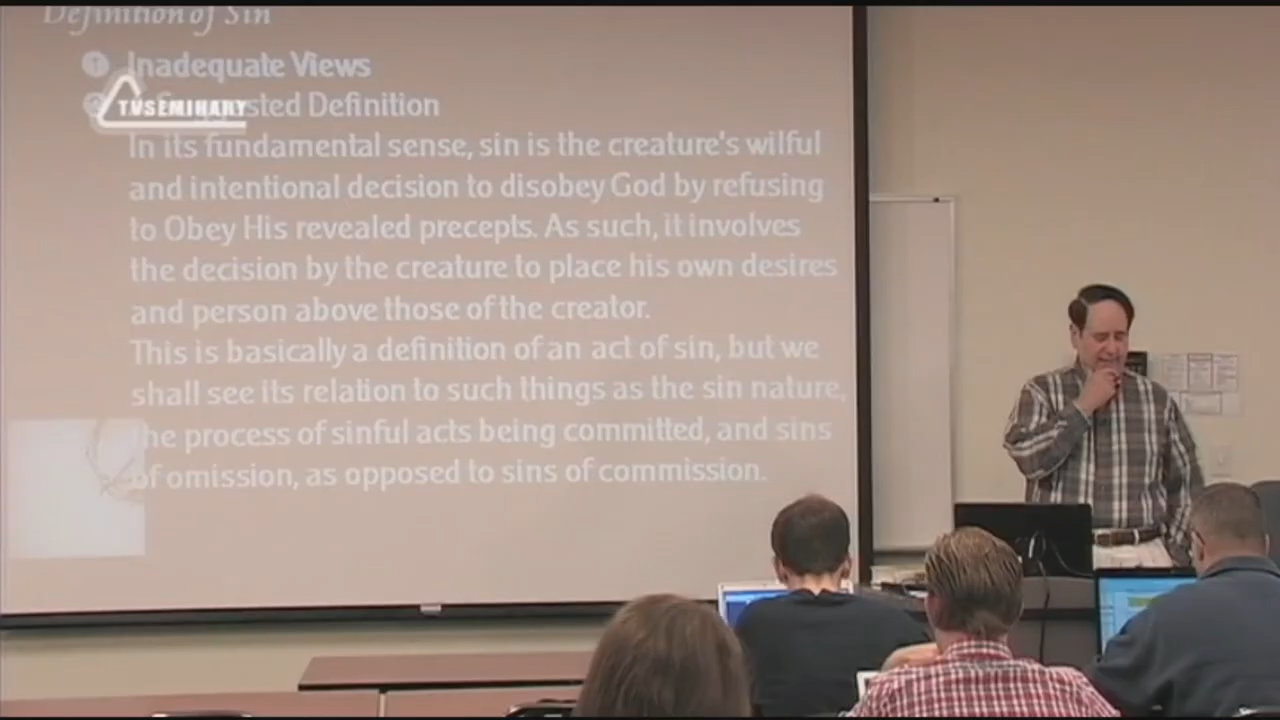 Definition of Sin
1 Inadequate Views
TVSEMINARY
sted Definition
In its fundamental sense, sin is the creature's wilful
and intentional decision to disobey God by refusing
to Obey His revealed precepts. As such, it involves
the decision by the creature to place his own desires
and person above those of the creator.
This is basically a definition of an act of sin, but we
shall see its relation to such things as the sin nature,
the process of sinful acts being committed, and sins
of omission, as opposed to sins of commission.